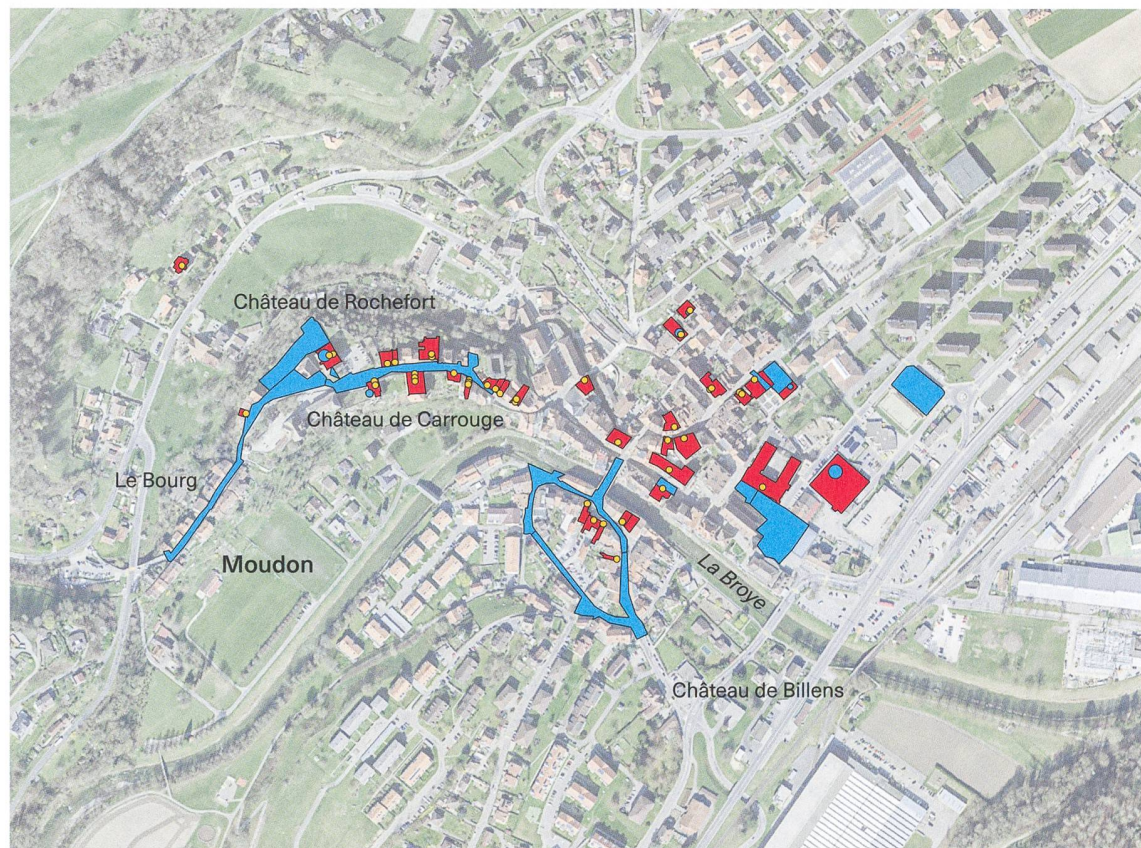 Château de Rochefort
Château de Carrouge
Le Bourg
Moudon
La Broye
Château de Billens